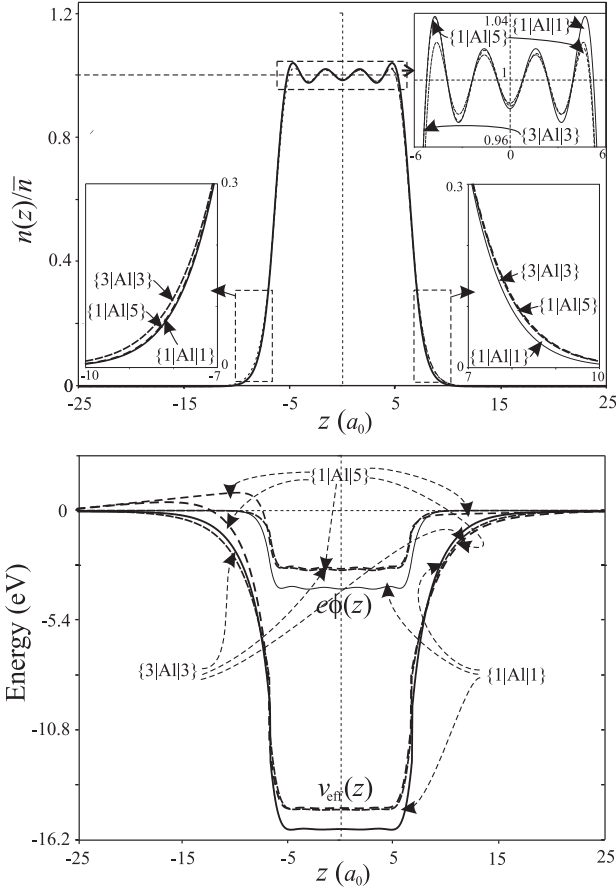 1.2
0.8
0.4
0
n(z)/n̄
1.04
1
0.96
-6
0
6
{1|Al|5}
{1|Al|1}
{3|Al|3}
0.3
0
-10
-7
{3|Al|3}
{1|Al|5}
{1|Al|1}
0.3
7
10
{3|Al|3}
{1|Al|5}
{1|Al|1}
-25
-15
-5
5
15
25
z (a₀)
0
-5.4
-10.8
-16.2
Energy (eV)
{1|Al|5}
eϕ(z)
{3|Al|3}
{1|Al|1}
v_eff(z)
-25
-15
-5
5
15
25
z (a₀)